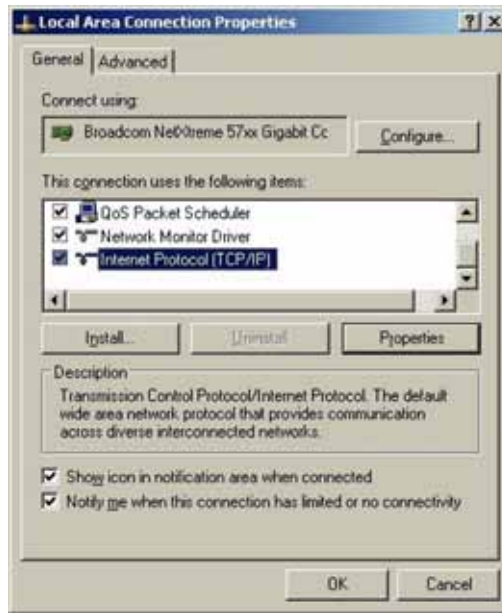 Local Area Connection Properties
General
Advanced
Connect using:
Broadcom NetXtreme 57xx Gigabit Cc
Configure...
This connection uses the following items:
QoS Packet Scheduler
Network Monitor Driver
Internet Protocol (TCP/IP)
Install...
Uninstall
Properties
Description
Transmission Control Protocol/Internet Protocol. The default
wide area network protocol that provides communication
across diverse interconnected networks.
Show icon in notification area when connected
Notify me when this connection has limited or no connectivity
OK
Cancel